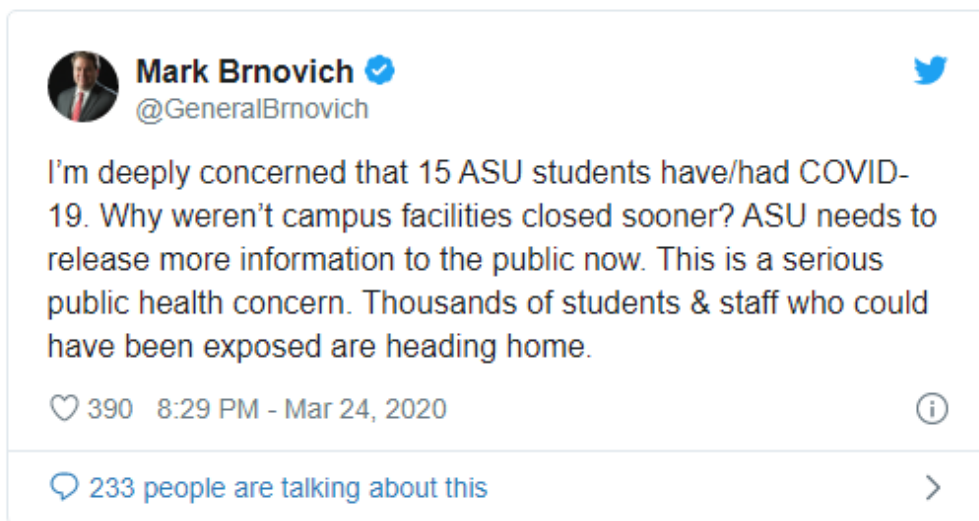 Mark Brnovich
@GeneralBrnovich
I'm deeply concerned that 15 ASU students have/had COVID-
19. Why weren't campus facilities closed sooner? ASU needs to
release more information to the public now. This is a serious
public health concern. Thousands of students & staff who could
have been exposed are heading home.
390 8:29 PM - Mar 24, 2020
233 people are talking about this